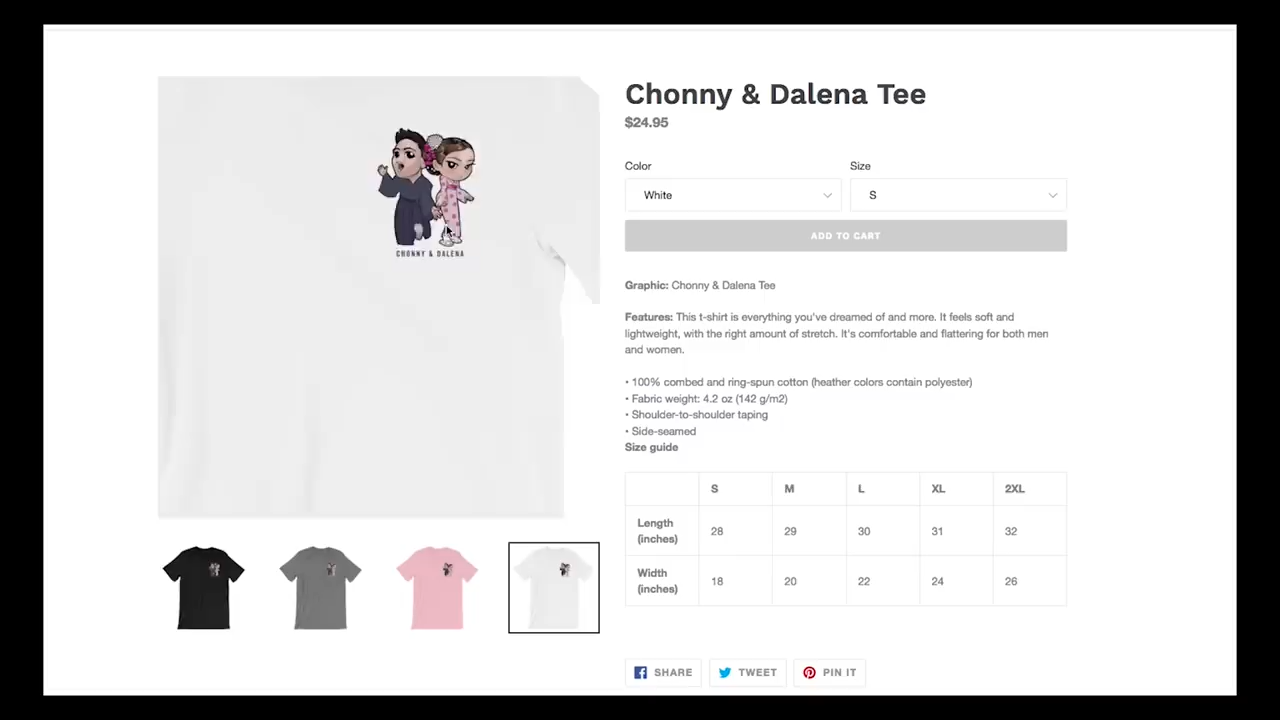 Chonny & Dalena Tee
$24.95
Color
Size
White
S
ADD TO CART
CHONNY & DALENA
Graphic: Chonny & Dalena Tee
Features: This t-shirt is everything you've dreamed of and more. It feels soft and
lightweight, with the right amount of stretch. It's comfortable and flattering for both men
and women.
• 100% combed and ring-spun cotton (heather colors contain polyester)
• Fabric weight: 4.2 oz (142 g/m2)
• Shoulder-to-shoulder taping
• Side-seamed
Size guide
S M L XL 2XL
Length
(inches)
28 29 30 31 32
Width
(inches)
18 20 22 24 26
SHARE TWEET PIN IT